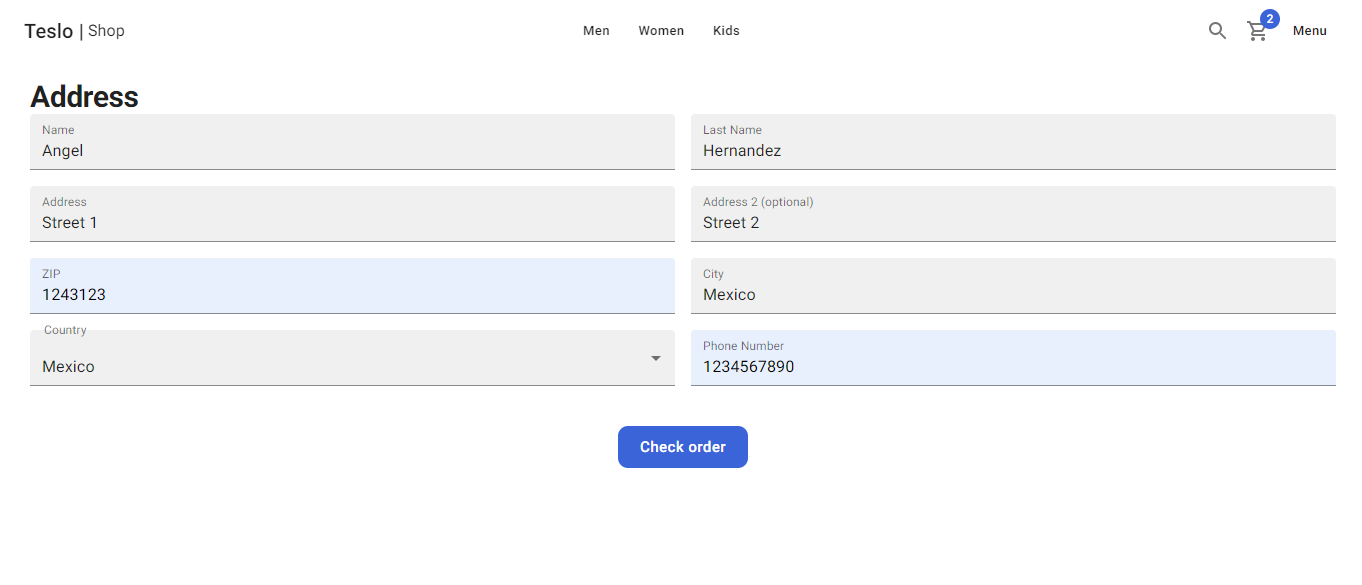 Teslo | Shop Men Women Kids 2 Menu
Address
Name Last Name
Angel Hernandez
Address Address 2 (optional)
Street 1 Street 2
ZIP City
1243123 Mexico
Country Phone Number
Mexico 1234567890
Check order